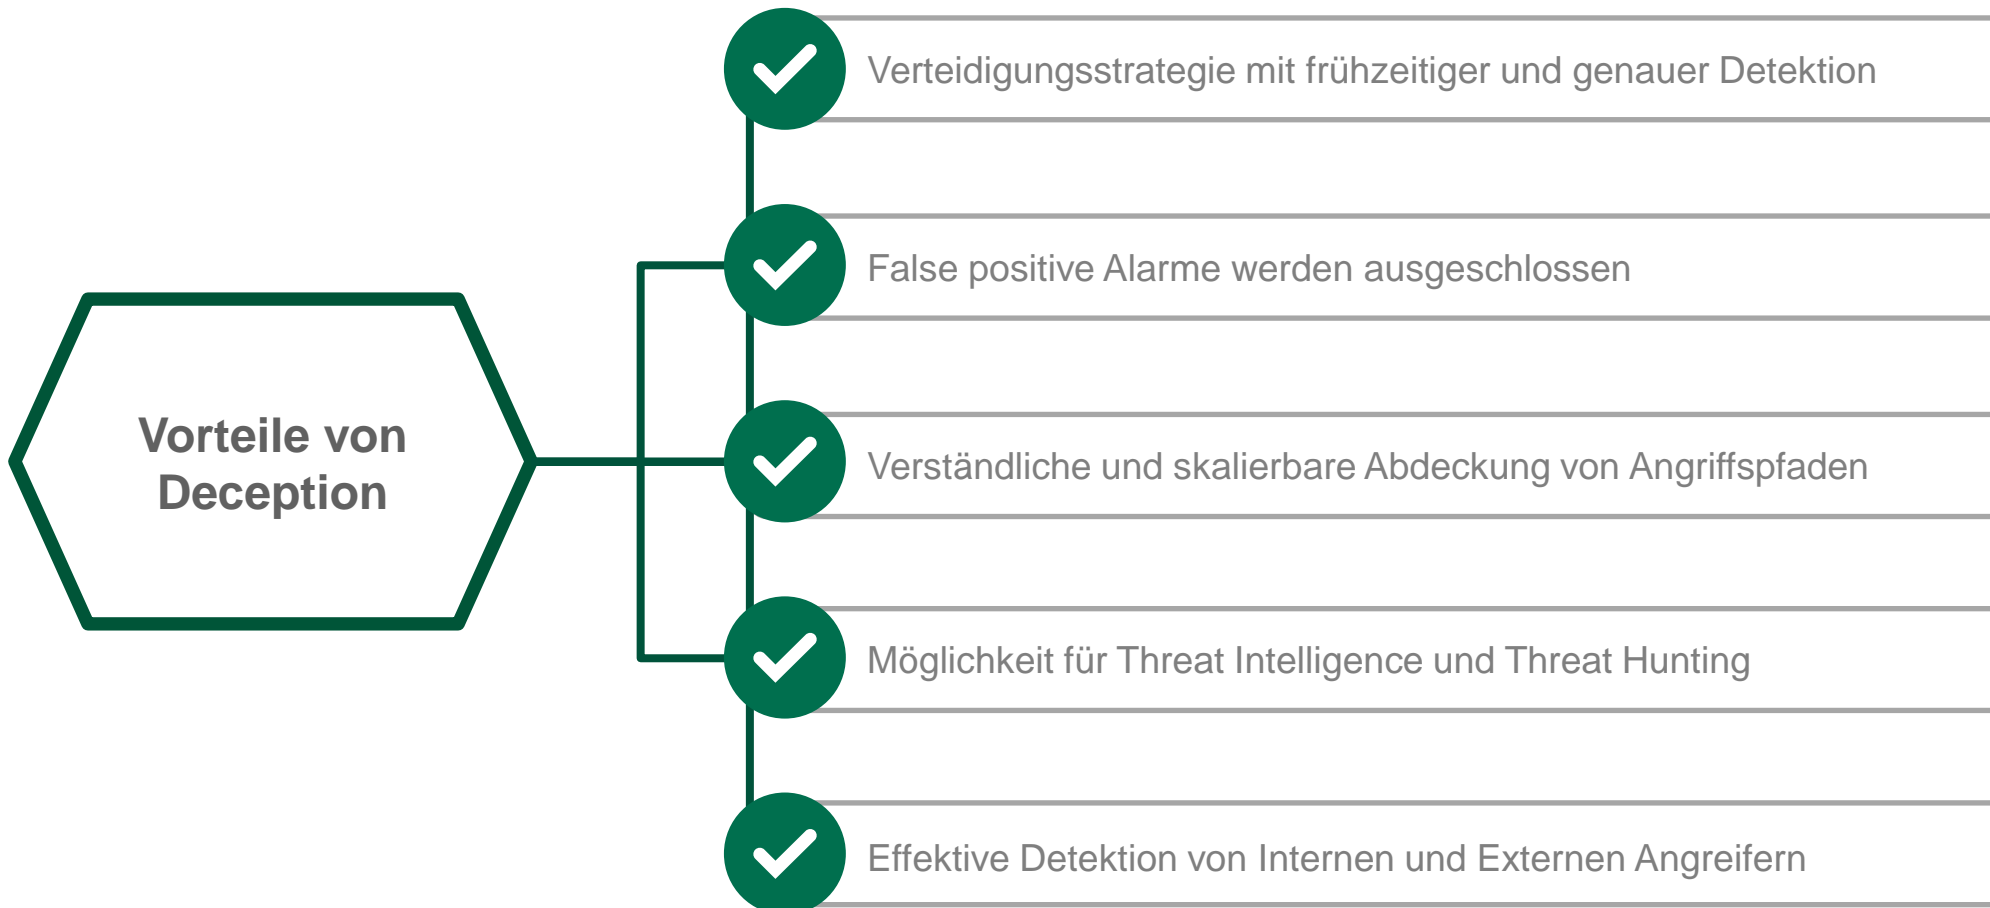 Verteidigungsstrategie mit frühzeitiger und genauer Detektion
False positive Alarme werden ausgeschlossen
Vorteile von
Deception
Verständliche und skalierbare Abdeckung von Angriffspfaden
Möglichkeit für Threat Intelligence und Threat Hunting
Effektive Detektion von Internen und Externen Angreifern